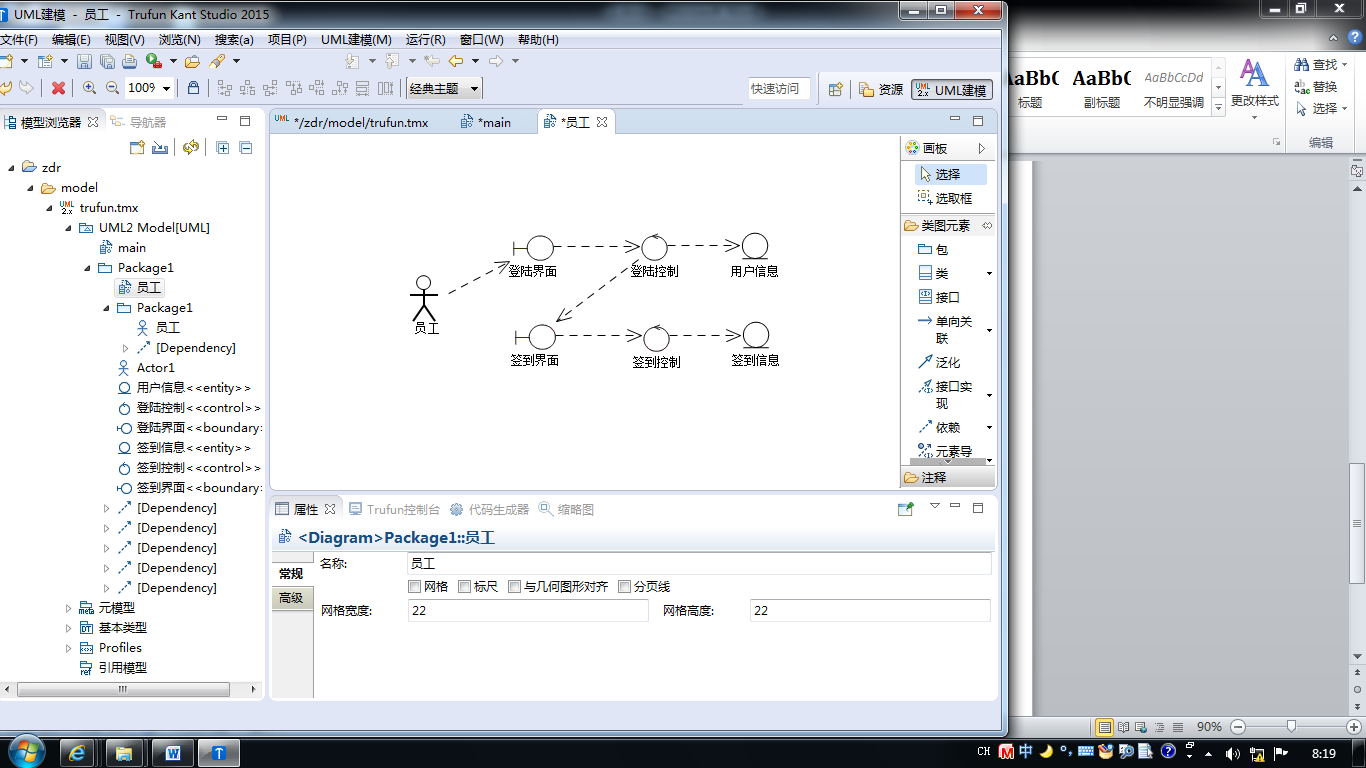 UML建模 - 员工 - Trufun Kant Studio 2015
文件(F) 编辑(E) 视图(V) 浏览(N) 搜索(a) 项目(P) UML建模(M) 运行(R) 窗口(W) 帮助(H)
100% 经典主题 快速访问 资源 UML建模
模型浏览器 导航器
*/zdr/model/trufun.tmx *main *员工
zdr
model
trufun.tmx
UML2 Model[UML]
main
Package1
员工
Package1
员工
[Dependency]
Actor1
用户信息<<entity>>
登陆控制<<control>>
登陆界面<<boundary>
签到信息<<entity>>
签到控制<<control>>
签到界面<<boundary>
[Dependency]
[Dependency]
[Dependency]
[Dependency]
[Dependency]
元模型
基本类型
Profiles
引用模型
登陆界面 登陆控制 用户信息
员工
签到界面 签到控制 签到信息
画板
选择
选取框
类图元素
包
类
接口
单向关
联
泛化
接口实
现
依赖
元素导
注释
属性 Trufun控制台 代码生成器 缩略图
<Diagram>Package1::员工
常规
高级
名称: 员工
网格 标尺 与几何图形对齐 分页线
网格宽度: 22 网格高度: 22
AaBbC AaBbC AaBbCcDd
标题 副标题 不明显强调
更改样式
查找
替换
选择
编辑
90%
CH 中 8:19